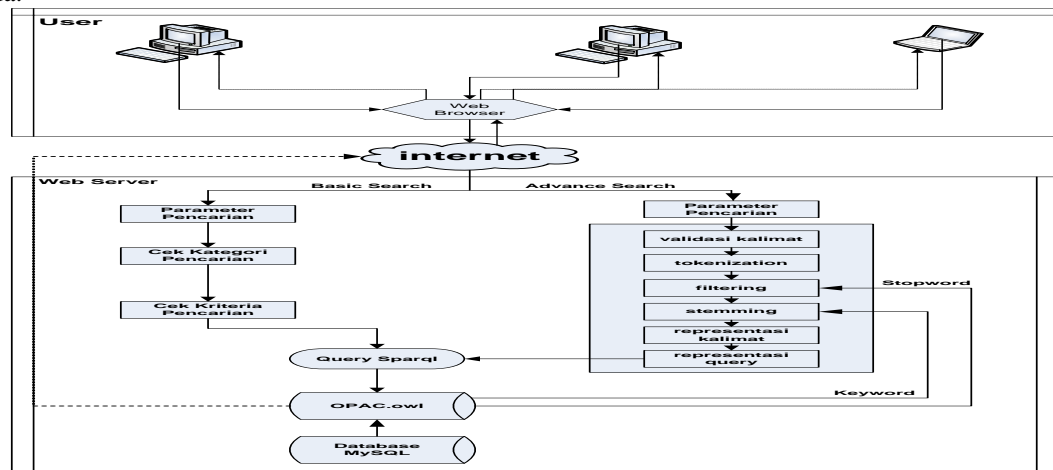 User
Web
Browser
internet
Web Server
Basic Search
Advance Search
Parameter
Pencarian
Cek Kategori
Pencarian
Cek Kriteria
Pencarian
Parameter
Pencarian
validasi kalimat
tokenization
filtering
Stopword
stemming
representasi
kalimat
representasi
query
Query Sparql
Keyword
OPAC.owl
Database
MySQL